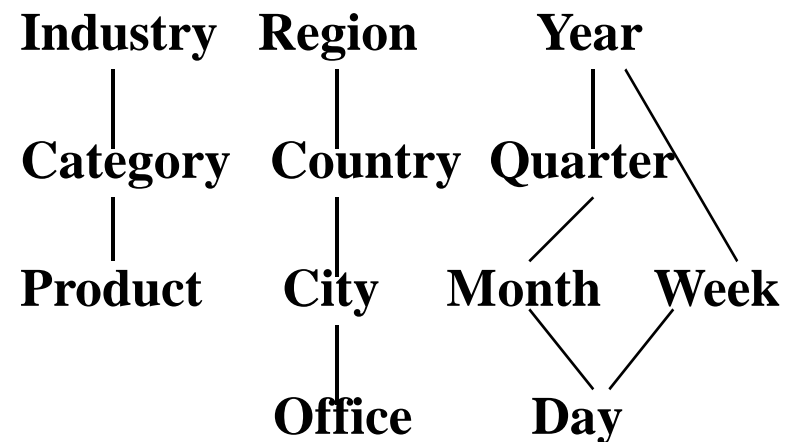 Industry Region Year
Category Country Quarter
Product City Month Week
Office Day